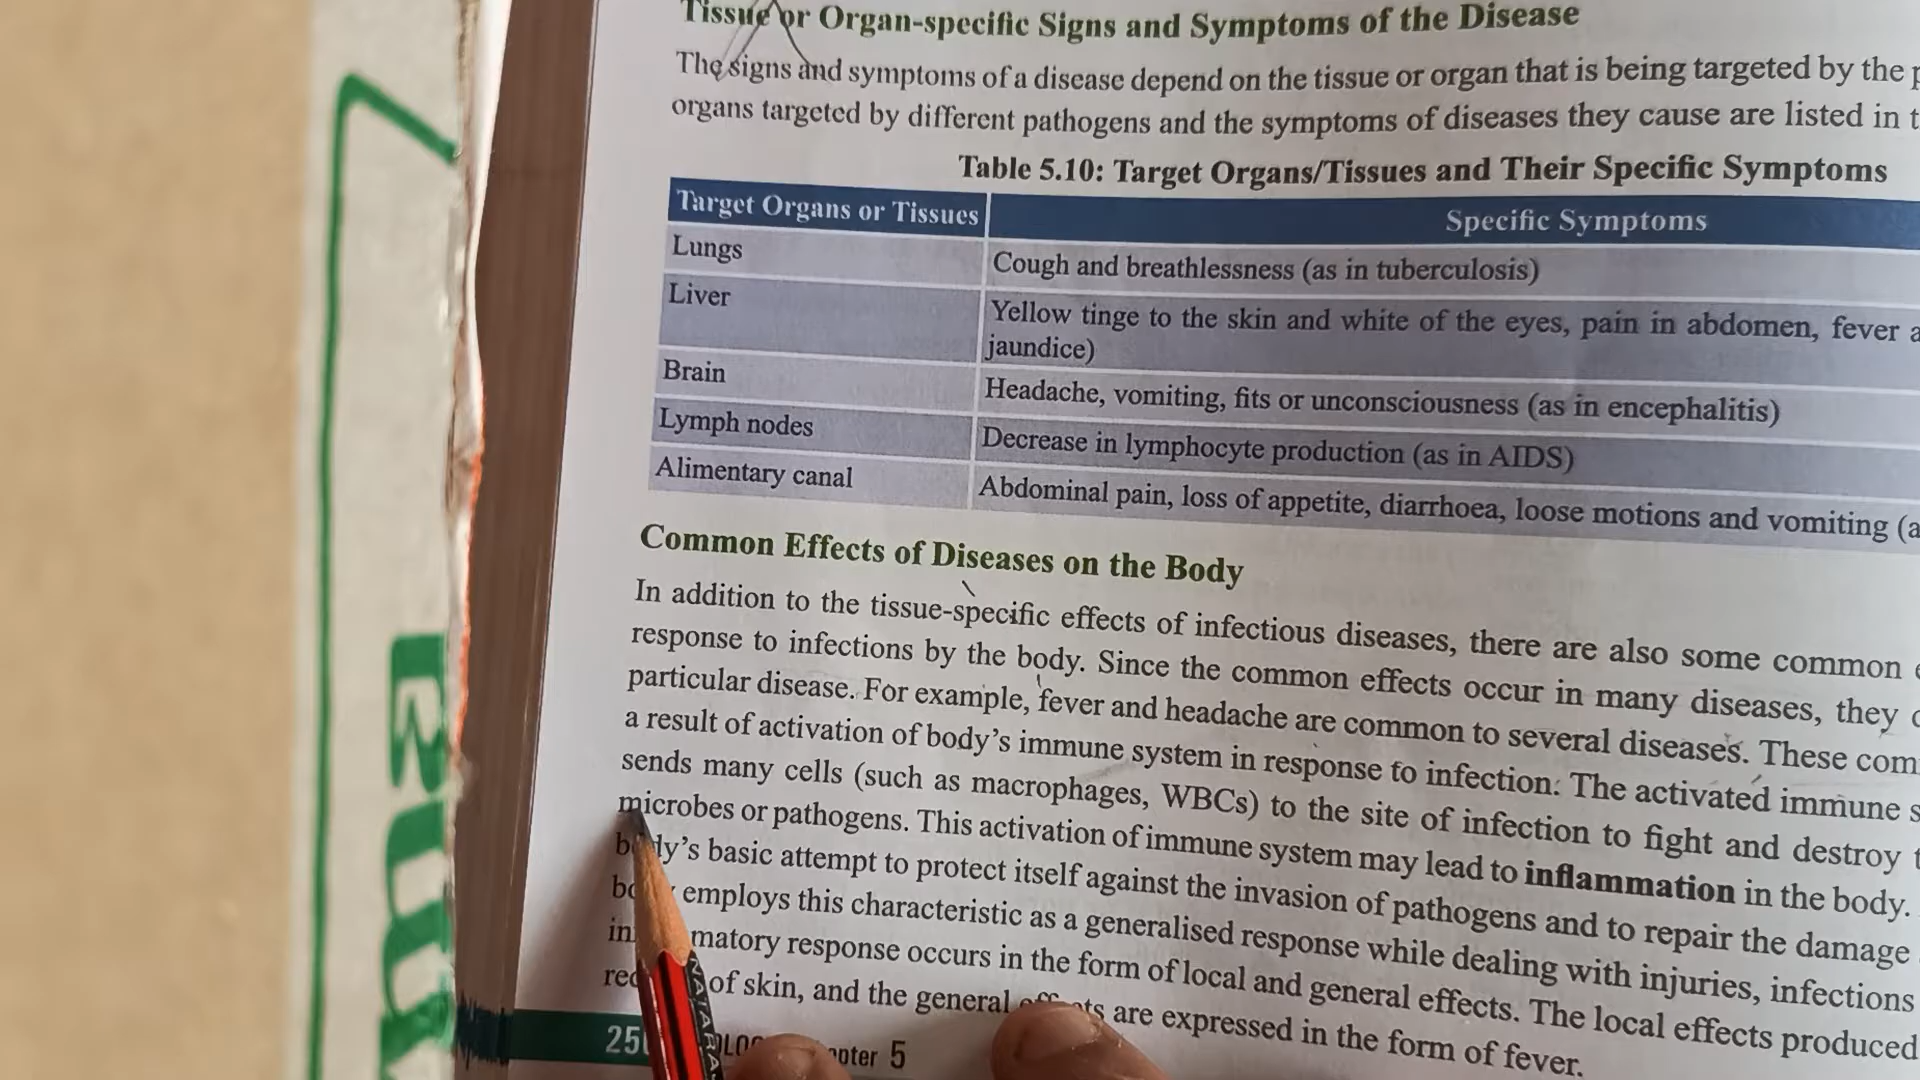 Tissue or Organ-specific Signs and Symptoms of the Disease
The signs and symptoms of a disease depend on the tissue or organ that is being targeted by the
organs targeted by different pathogens and the symptoms of diseases they cause are listed in
Table 5.10: Target Organs/Tissues and Their Specific Symptoms
Target Organs or Tissues Specific Symptoms
Lungs Cough and breathlessness (as in tuberculosis)
Liver Yellow tinge to the skin and white of the eyes, pain in abdomen, fever
jaundice)
Brain Headache, vomiting, fits or unconsciousness (as in encephalitis)
Lymph nodes Decrease in lymphocyte production (as in AIDS)
Alimentary canal Abdominal pain, loss of appetite, diarrhoea, loose motions and vomiting
Common Effects of Diseases on the Body
In addition to the tissue-specific effects of infectious diseases, there are also some common
response to infections by the body. Since the common effects occur in many diseases, they
particular disease. For example, fever and headache are common to several diseases. These
a result of activation of body's immune system in response to infection. The activated immune
sends many cells (such as macrophages, WBCs) to the site of infection to fight and destroy
microbes or pathogens. This activation of immune system may lead to inflammation in the body.
body's basic attempt to protect itself against the invasion of pathogens and to repair the damage
employs this characteristic as a generalised response while dealing with injuries, infections
matory response occurs in the form of local and general effects. The local effects produced
of skin, and the general effects are expressed in the form of fever.
5
NATARA